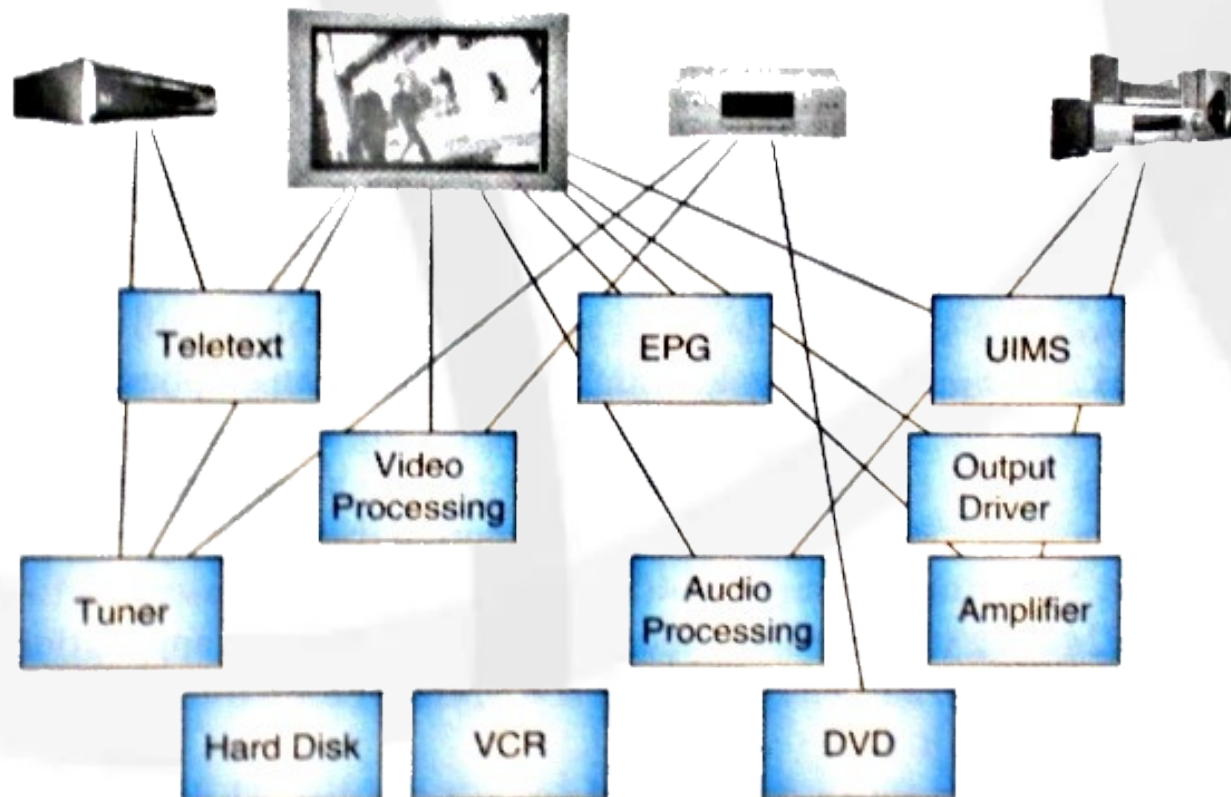 Teletext
EPG
UIMS
Video
Processing
Output
Driver
Tuner
Audio
Processing
Amplifier
Hard Disk
VCR
DVD